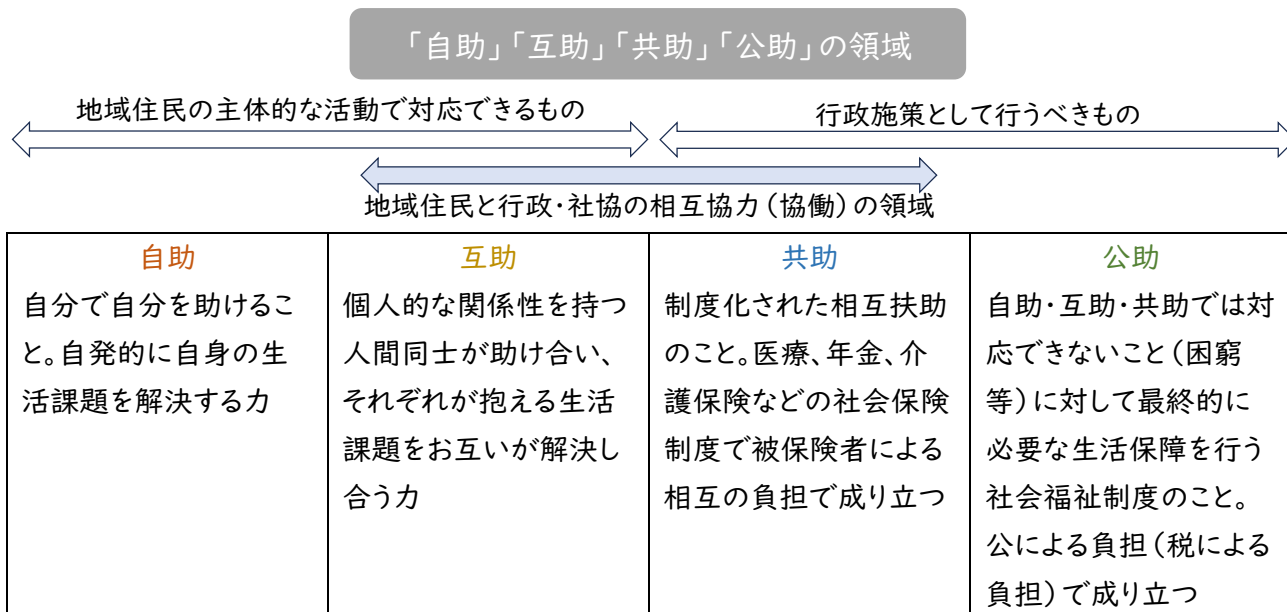 「自助」「互助」「共助」「公助」の領域
地域住民の主体的な活動で対応できるもの
行政施策として行うべきもの
地域住民と行政・社協の相互協力(協働)の領域
自助
自分で自分を助けるこ
と。自発的に自身の生
活課題を解決する力
互助
個人的な関係性を持つ
人間同士が助け合い、
それぞれが抱える生活
課題をお互いが解決し
合う力
共助
制度化された相互扶助
のこと。医療、年金、介
護保険などの社会保険
制度で被保険者による
相互の負担で成り立つ
公助
自助・互助・共助では対
応できないこと(困窮
等)に対して最終的に
必要な生活保障を行う
社会福祉制度のこと。
公による負担(税による
負担)で成り立つ